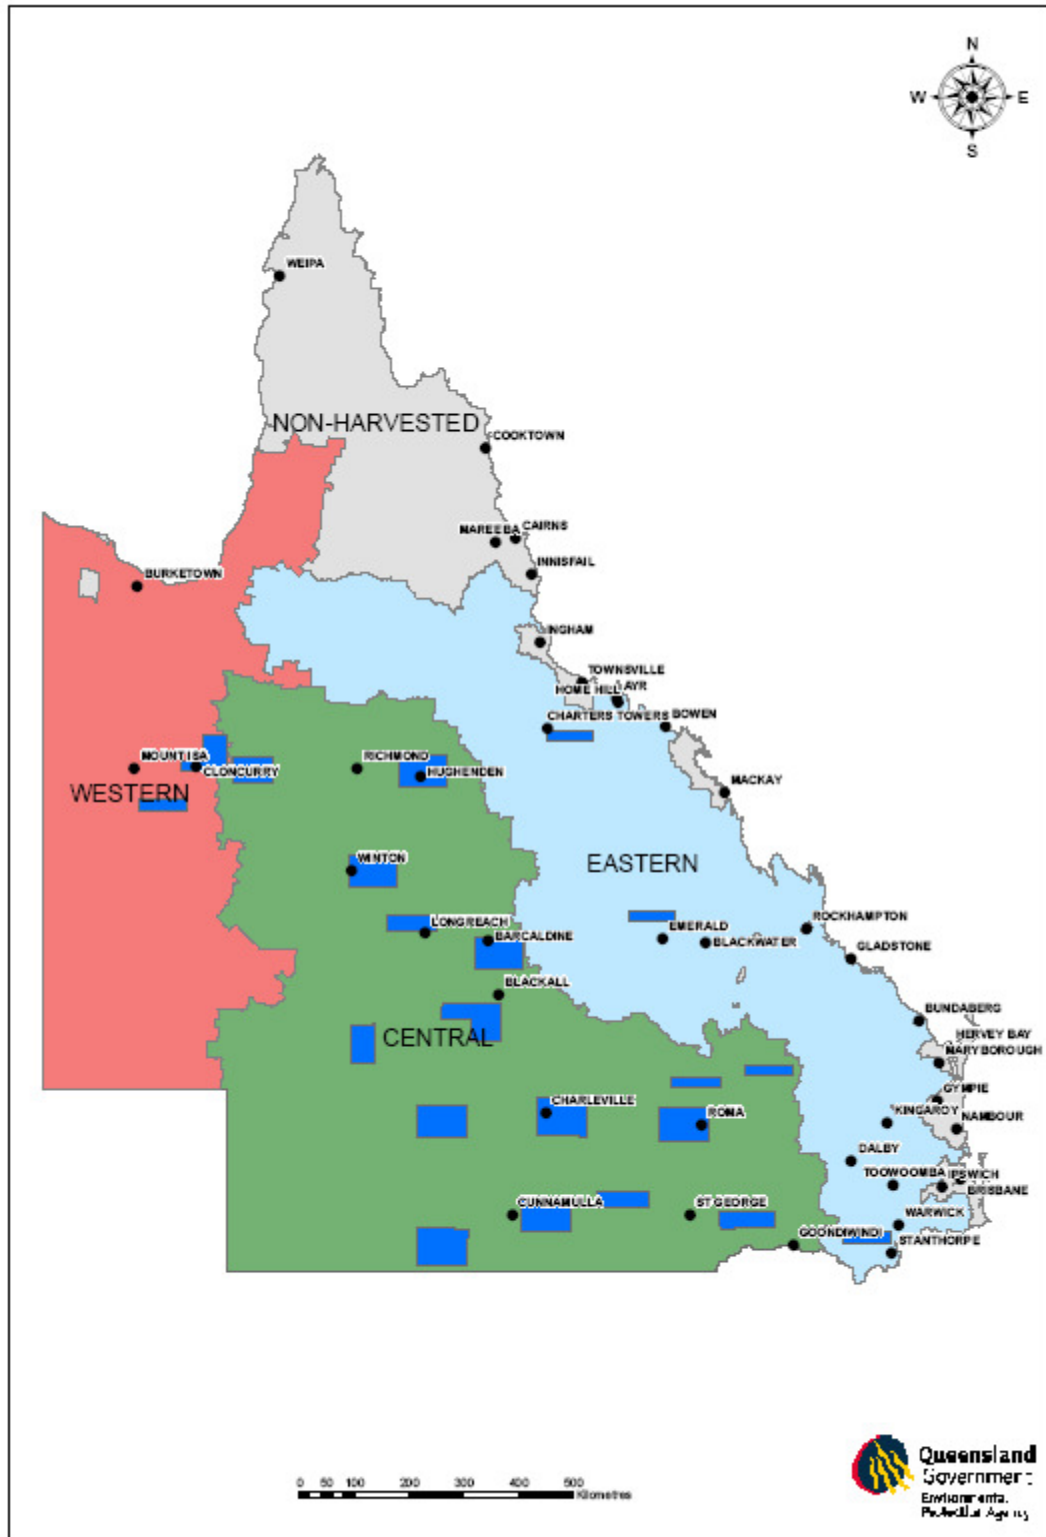 N
W E
S
WEIPA
NON-HARVESTED
COOKTOWN
MAREEBA CAIRNS
INNISFAIL
BURKETOWN
INGHAM
TOWNSVILLE
HOME HILL AYR
CHARTERS TOWERS BOWEN
MOUNT ISA RICHMOND
CLONCURRY HUGHENDEN
WESTERN MACKAY
WINTON EASTERN
LONGREACH EMERALD ROCKHAMPTON
BARCALDINE BLACKWATER
GLADSTONE
BLACKALL
BUNDABERG
CENTRAL HERVEY BAY
MARYBOROUGH
CHARLEVILLE GYMPIE
ROMA KINGAROY NAMBOUR
DALBY
TOOWOOMBA IPSWICH
BRISBANE
CUNNAMULLA ST GEORGE WARWICK
GOONDIWINDI STANTHORPE
0 50 100 200 300 400 500
Kilometres
Queensland
Government
Environmental
Protection Agency